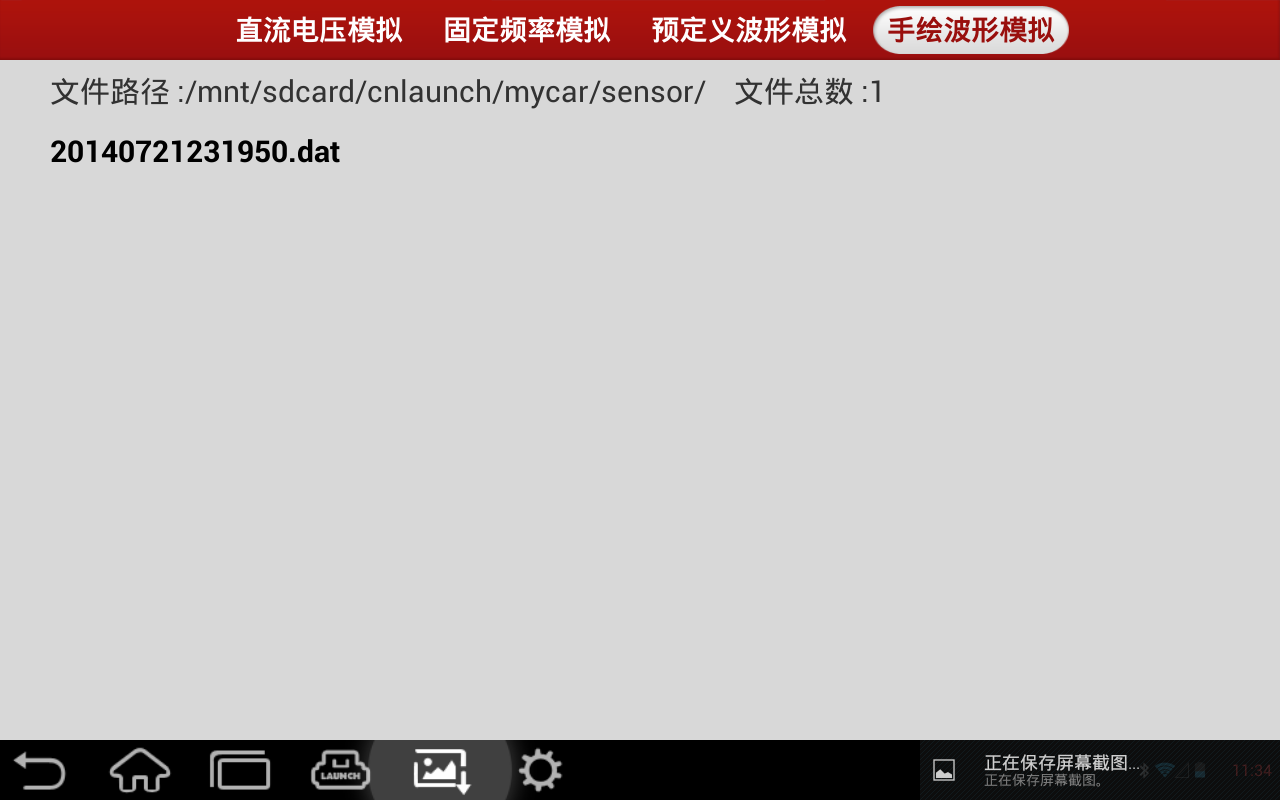 直流电压模拟 固定频率模拟 预定义波形模拟 手绘波形模拟
文件路径 :/mnt/sdcard/cnlaunch/mycar/sensor/ 文件总数 :1
20140721231950.dat
LAUNCH
正在保存屏幕截图...
正在保存屏幕截图。
11:34